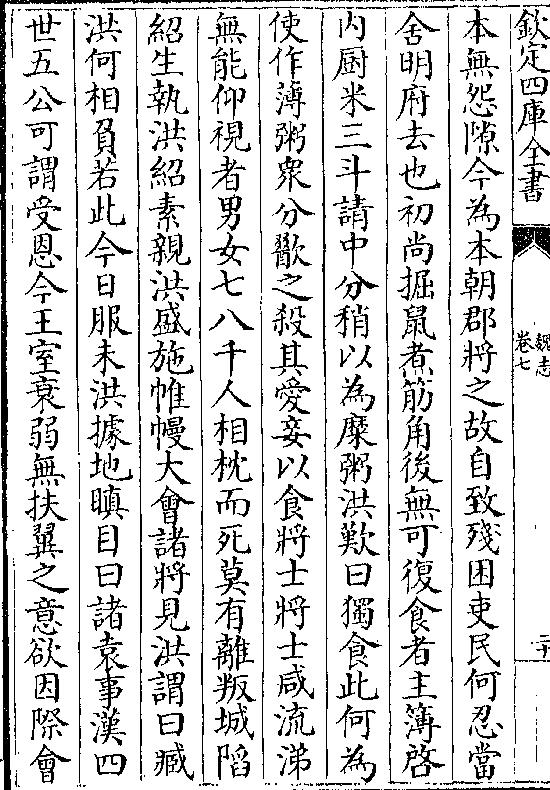 欽定四庫全書
魏志
卷七
二十
本無怨隙今為本朝郡將之故自致殘困吏民何忍當
舍明府去也初尚掘鼠煮筋角後無可復食者主簿啓
内厨米三斗請中分稍以為糜粥洪歎曰獨食此何為
使作薄粥衆分歠之殺其愛妾以食將士將士咸流涕
無能仰視者男女七八千人相枕而死莫有離叛城陷
紹生執洪紹素親洪盛施帷幔大會諸將見洪謂曰臧
洪何相負若此今日服未洪據地瞋目曰諸袁事漢四
世五公可謂受恩今王室衰弱無扶翼之意欲因際會